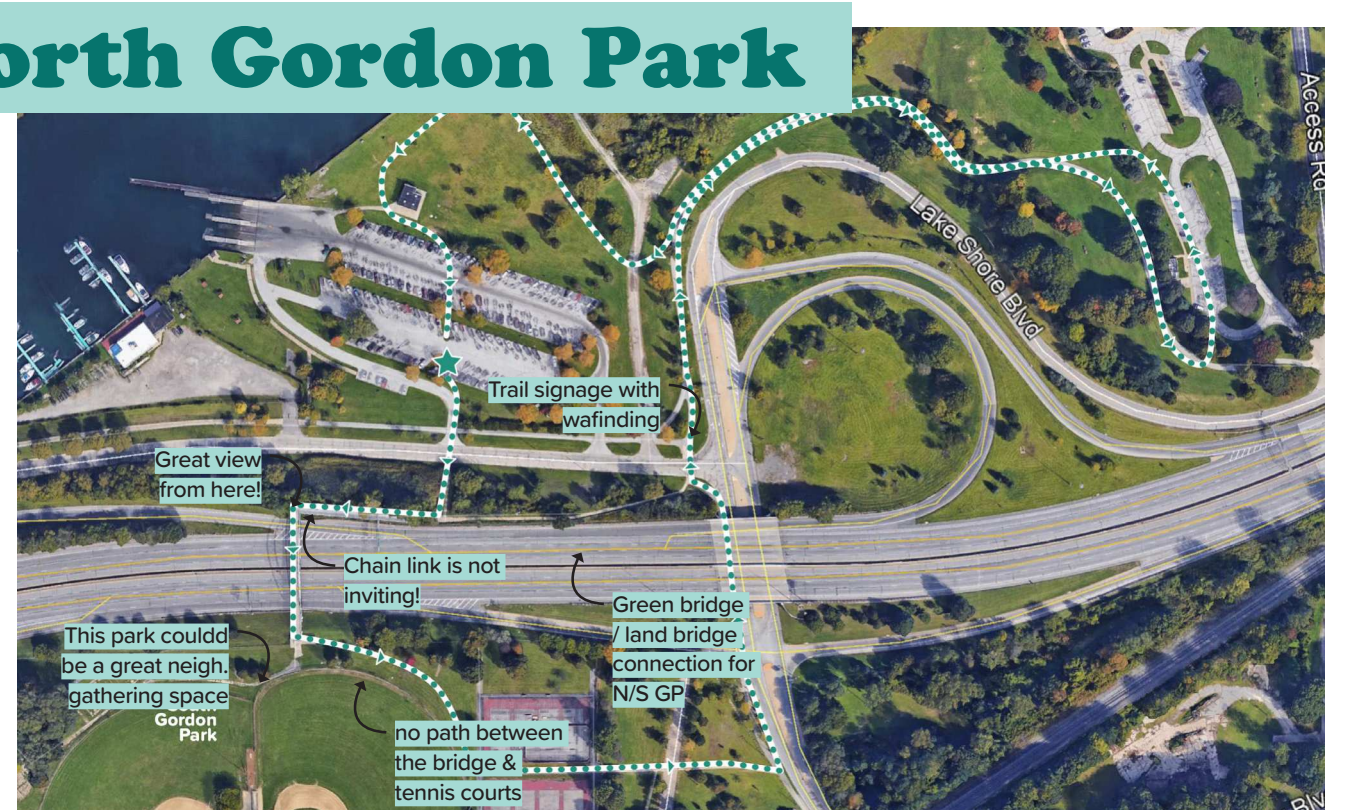 orth Gordon Park
Access Rd
Lake Shore Blvd
Trail signage with
wafinding
Great view
from here!
Chain link is not
inviting!
Green bridge
/ land bridge
connection for
N/S GP
This park couldd
be a great neigh.
gathering space
Gordon
Park
no path between
the bridge &
tennis courts